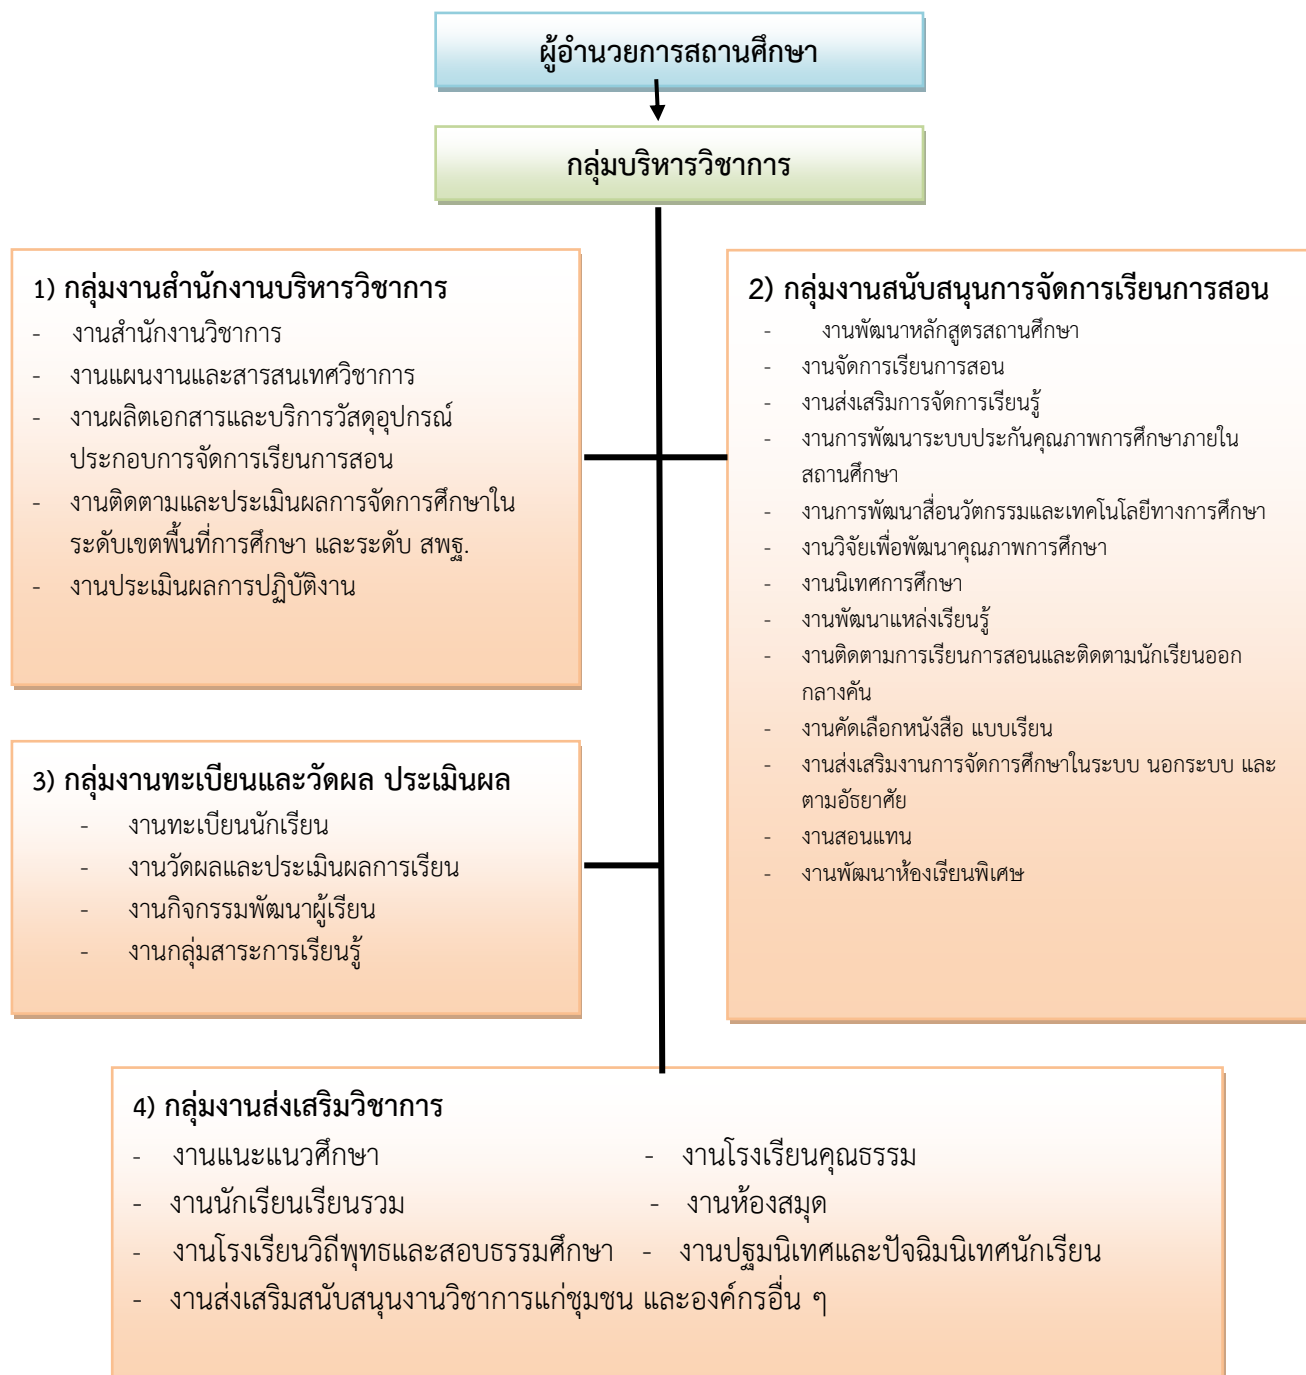 ผู้อำนวยการสถานศึกษา
กลุ่มบริหารวิชาการ
1) กลุ่มงานสำนักงานบริหารวิชาการ
- งานสำนักงานวิชาการ
- งานแผนงานและสารสนเทศวิชาการ
- งานผลิตเอกสารและบริการวัสดุอุปกรณ์
ประกอบการจัดการเรียนการสอน
- งานติดตามและประเมินผลการจัดการศึกษาใน
ระดับเขตพื้นที่การศึกษา และระดับ สพฐ.
- งานประเมินผลการปฏิบัติงาน
2) กลุ่มงานสนับสนุนการจัดการเรียนการสอน
- งานพัฒนาหลักสูตรสถานศึกษา
- งานจัดการเรียนการสอน
- งานส่งเสริมการจัดการเรียนรู้
- งานการพัฒนาระบบประกันคุณภาพการศึกษาภายใน
สถานศึกษา
- งานการพัฒนาสื่อนวัตกรรมและเทคโนโลยีทางการศึกษา
- งานวิจัยเพื่อพัฒนาคุณภาพการศึกษา
- งานนิเทศการศึกษา
- งานพัฒนาแหล่งเรียนรู้
- งานติดตามการเรียนการสอนและติดตามนักเรียนออก
กลางคัน
- งานคัดเลือกหนังสือ แบบเรียน
- งานส่งเสริมงานการจัดการศึกษาในระบบ นอกระบบ และ
ตามอัธยาศัย
- งานสอนแทน
- งานพัฒนาห้องเรียนพิเศษ
3) กลุ่มงานทะเบียนและวัดผล ประเมินผล
- งานทะเบียนนักเรียน
- งานวัดผลและประเมินผลการเรียน
- งานกิจกรรมพัฒนาผู้เรียน
- งานกลุ่มสาระการเรียนรู้
4) กลุ่มงานส่งเสริมวิชาการ
- งานแนะแนวศึกษา - งานโรงเรียนคุณธรรม
- งานนักเรียนเรียนรวม - งานห้องสมุด
- งานโรงเรียนวิถีพุทธและสอบธรรมศึกษา - งานปฐมนิเทศและปัจฉิมนิเทศนักเรียน
- งานส่งเสริมสนับสนุนงานวิชาการแก่ชุมชน และองค์กรอื่น ๆ